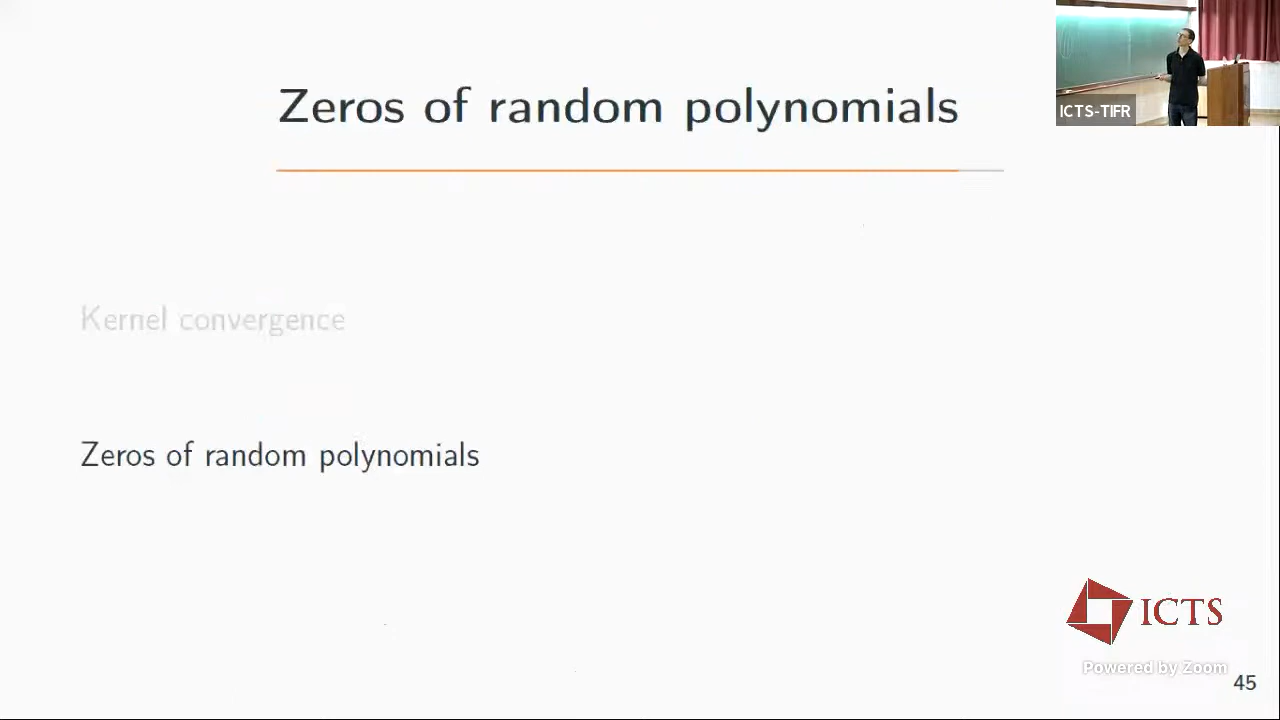 Zeros of random polynomials
ICTS-TIFR
Kernel convergence
Zeros of random polynomials
ICTS
Powered by Zoom
45